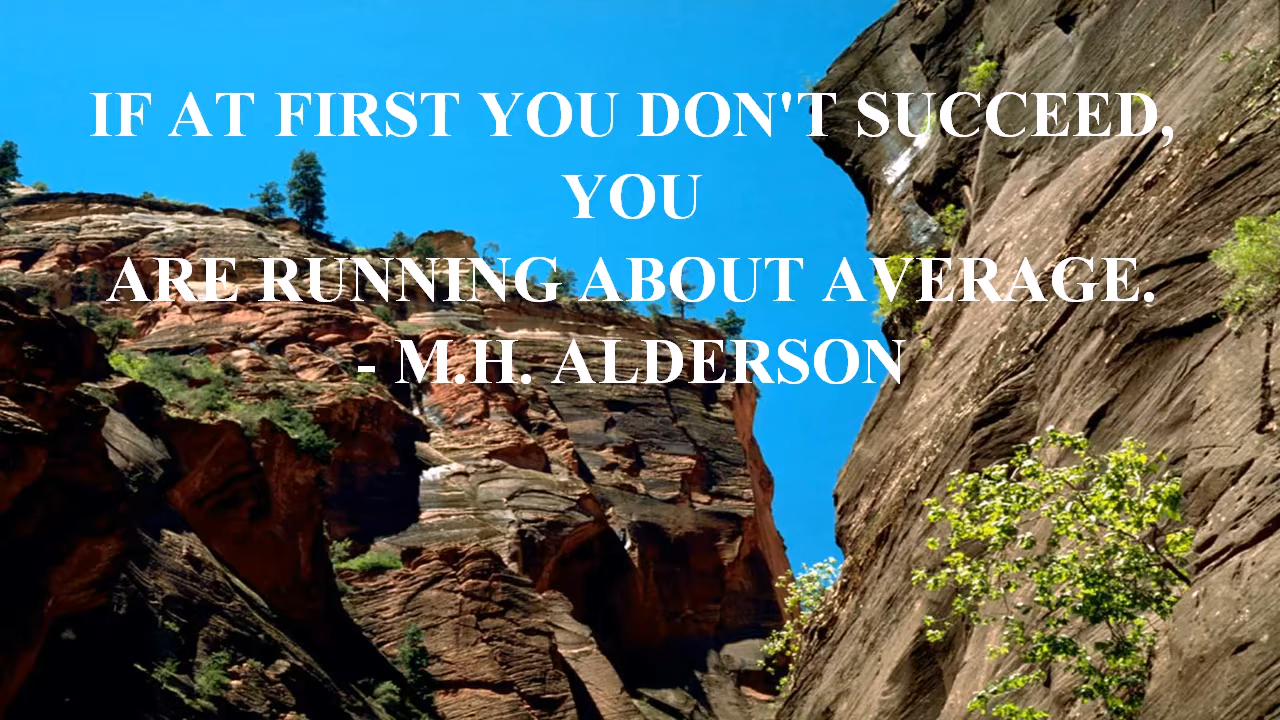 IF AT FIRST YOU DON'T SUCCEED,
YOU
ARE RUNNING ABOUT AVERAGE.
- M.H. ALDERSON